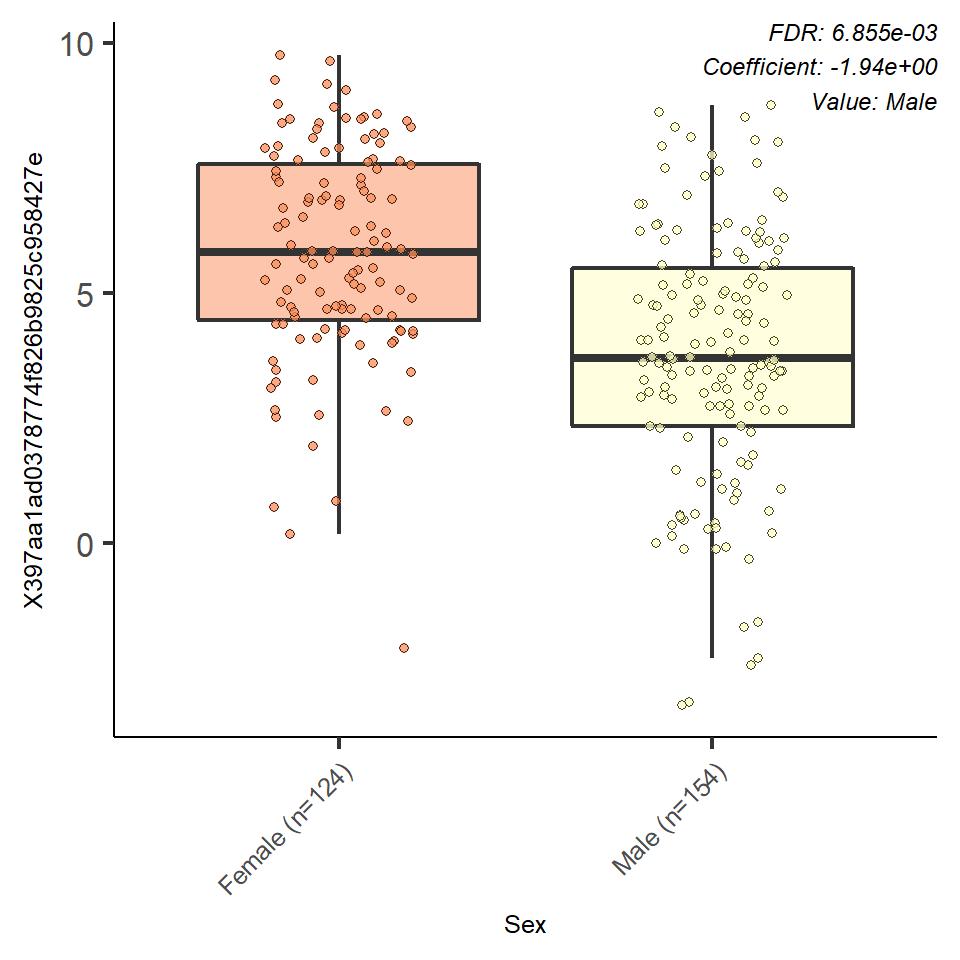 FDR: 6.855e-03
Coefficient: -1.94e+00
Value: Male
10
5
0
X397aa1ad0378774f826b9825c958427e
Female (n=124)
Male (n=154)
Sex